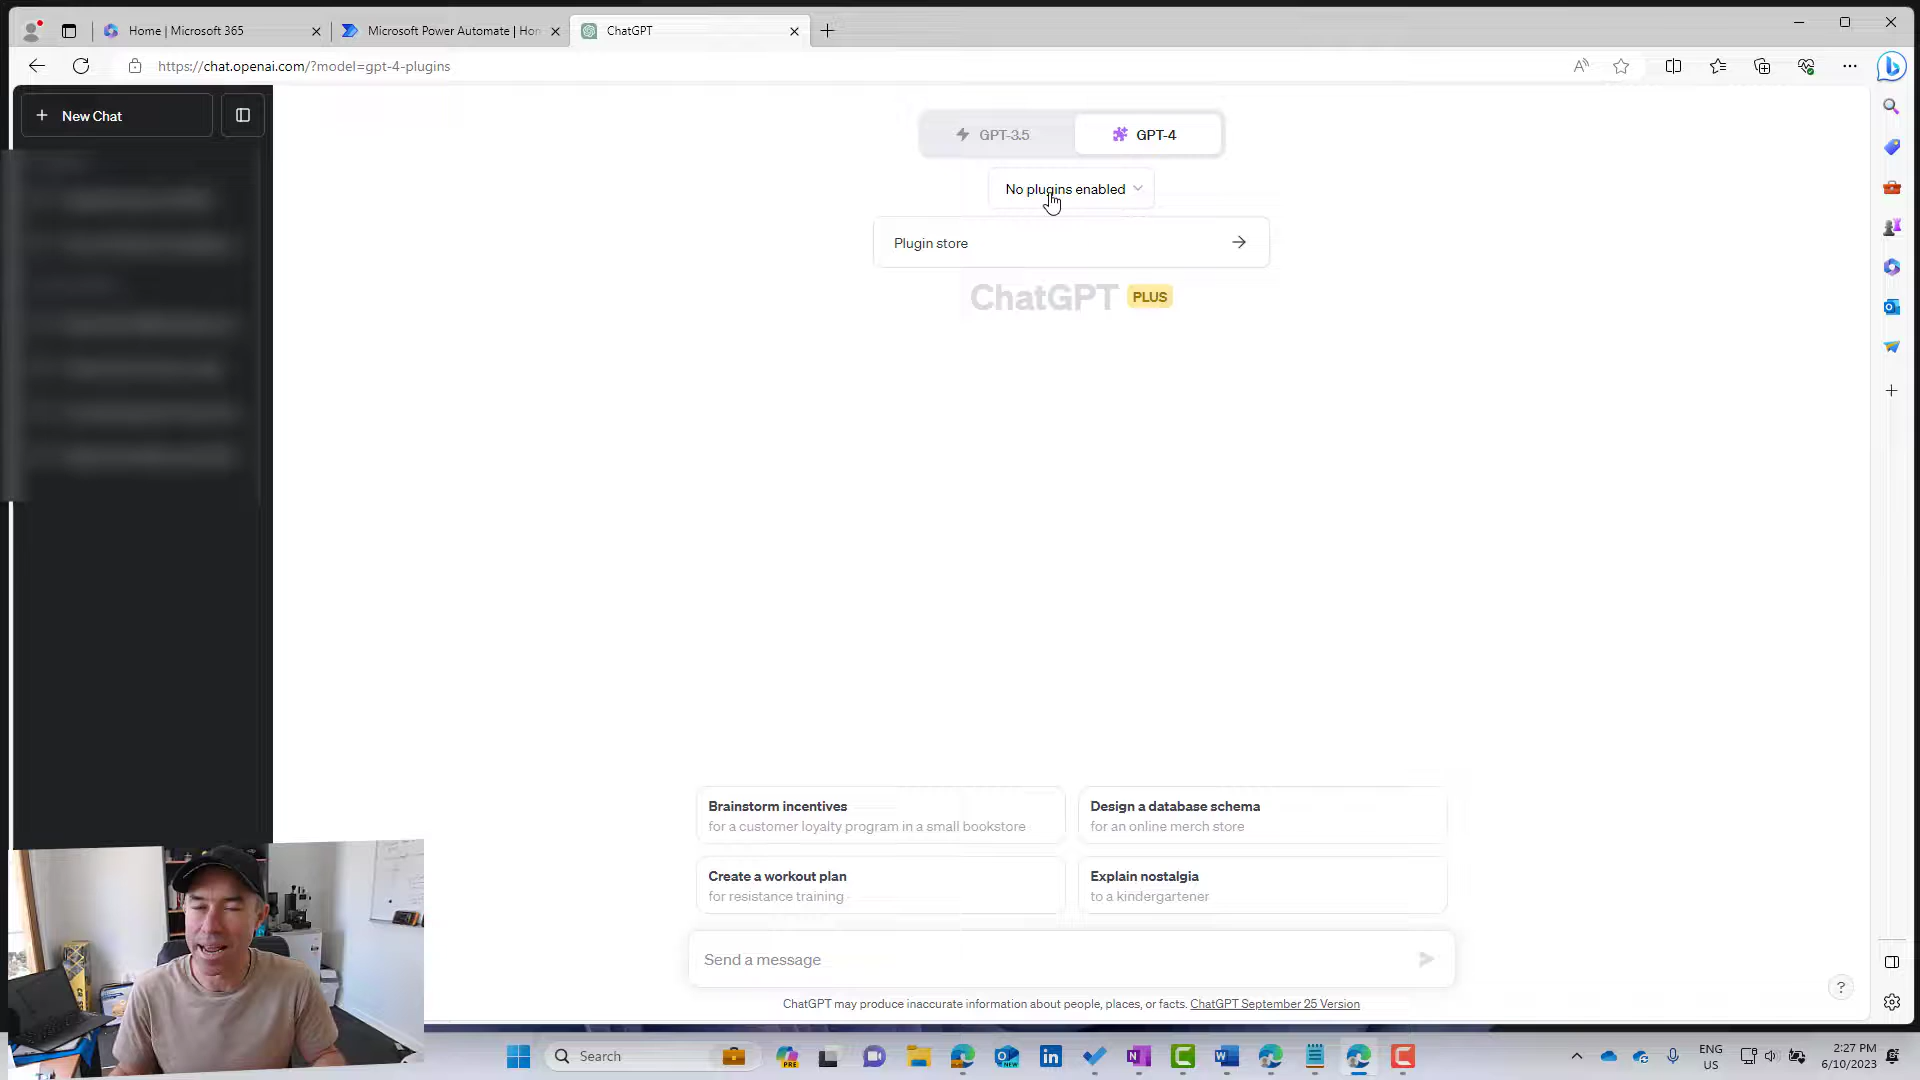 Home | Microsoft 365
Microsoft Power Automate | Hon
ChatGPT
https://chat.openai.com/?model=gpt-4-plugins
New Chat
GPT-3.5
GPT-4
No plugins enabled
Plugin store
ChatGPT PLUS
Brainstorm incentives
for a customer loyalty program in a small bookstore
Design a database schema
for an online merch store
Create a workout plan
for resistance training
Explain nostalgia
to a kindergartener
Send a message
ChatGPT may produce inaccurate information about people, places, or facts. ChatGPT September 25 Version
?
Search
PRE
NEW
ENG
US
2:27 PM
6/10/2023